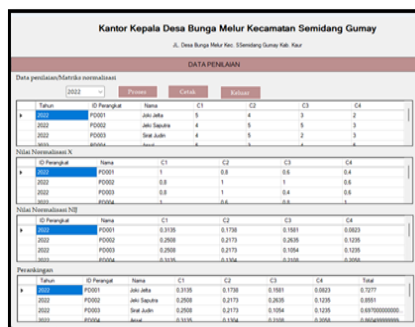 Kantor Kepala Desa Bunga Melur Kecamatan Semidang Gumay
JL. Desa Bunga Melur Kec. SSemidang Gumay Kab. Kaur
DATA PENILAIAN
Data penilaian/Matriks normalisasi
2022 Proses Cetak Keluar
Tahun ID Perangkat Nama C1 C2 C3 C4
2022 PD001 Joki Jelta 5 4 3 2
2022 PD002 Jeki Saputra 4 5 5 3
2022 PD003 Sirat Judin 4 5 2 3
Nilai Normalisasi X
ID Perangkat Nama C1 C2 C3 C4
2022 PD001 1 0,8 0,6 0,4
2022 PD002 0,8 1 1 0,6
2022 PD003 0,8 1 0,4 0,6
Nilai Normalisasi NIJ
ID Perangkat Nama C1 C2 C3 C4
2022 PD001 0,3135 0,1738 0,1581 0,0823
2022 PD002 0,2508 0,2173 0,2635 0,1235
2022 PD003 0,2508 0,2173 0,1054 0,1235
Perankingan
Tahun ID Perangat Nama C1 C2 C3 C4 Total
2022 PD001 Joki Jelta 0,3135 0,1738 0,1581 0,0823 0,7277
2022 PD002 Jeki Saputra 0,2508 0,2173 0,2635 0,1235 0,8551
2022 PD003 Sirat Judin 0,2508 0,2173 0,1054 0,1235